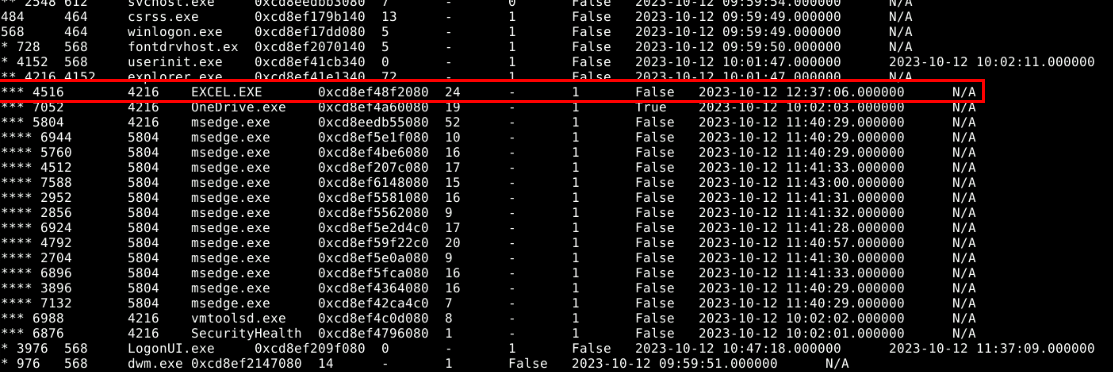 ** 2548 612 svchost.exe 0xcd8eedbb3080 7 - 0 False 2023-10-12 09:59:54.000000 N/A
484 464 csrss.exe 0xcd8ef179b140 13 - 1 False 2023-10-12 09:59:49.000000 N/A
568 464 winlogon.exe 0xcd8ef17dd080 5 - 1 False 2023-10-12 09:59:49.000000 N/A
* 728 568 fontdrvhost.ex 0xcd8ef2070140 5 - 1 False 2023-10-12 09:59:50.000000 N/A
* 4152 568 userinit.exe 0xcd8ef41cb340 0 - 1 False 2023-10-12 10:01:47.000000 2023-10-12 10:02:11.000000
** 4216 4152 explorer.exe 0xcd8ef41e1340 72 - 1 False 2023-10-12 10:01:47.000000 N/A
*** 4516 4216 EXCEL.EXE 0xcd8ef48f2080 24 - 1 False 2023-10-12 12:37:06.000000 N/A
*** 7052 4216 OneDrive.exe 0xcd8ef4a60080 19 - 1 True 2023-10-12 10:02:03.000000 N/A
*** 5804 4216 msedge.exe 0xcd8eedb55080 52 - 1 False 2023-10-12 11:40:29.000000 N/A
**** 6944 5804 msedge.exe 0xcd8ef5e1f080 10 - 1 False 2023-10-12 11:40:29.000000 N/A
**** 5760 5804 msedge.exe 0xcd8ef4be6080 16 - 1 False 2023-10-12 11:40:29.000000 N/A
**** 4512 5804 msedge.exe 0xcd8ef207c080 17 - 1 False 2023-10-12 11:41:33.000000 N/A
**** 7588 5804 msedge.exe 0xcd8ef6148080 15 - 1 False 2023-10-12 11:43:00.000000 N/A
**** 2952 5804 msedge.exe 0xcd8ef5581080 16 - 1 False 2023-10-12 11:41:31.000000 N/A
**** 2856 5804 msedge.exe 0xcd8ef5562080 9 - 1 False 2023-10-12 11:41:32.000000 N/A
**** 6924 5804 msedge.exe 0xcd8ef5e2d4c0 17 - 1 False 2023-10-12 11:41:28.000000 N/A
**** 4792 5804 msedge.exe 0xcd8ef59f22c0 20 - 1 False 2023-10-12 11:40:57.000000 N/A
**** 2704 5804 msedge.exe 0xcd8ef5e0a080 9 - 1 False 2023-10-12 11:41:30.000000 N/A
**** 6896 5804 msedge.exe 0xcd8ef5fca080 16 - 1 False 2023-10-12 11:41:33.000000 N/A
**** 3896 5804 msedge.exe 0xcd8ef4364080 16 - 1 False 2023-10-12 11:40:29.000000 N/A
**** 7132 5804 msedge.exe 0xcd8ef42ca4c0 7 - 1 False 2023-10-12 11:40:29.000000 N/A
*** 6988 4216 vmtoolsd.exe 0xcd8ef4c0d080 8 - 1 False 2023-10-12 10:02:02.000000 N/A
*** 6876 4216 SecurityHealth 0xcd8ef4796080 1 - 1 False 2023-10-12 10:02:01.000000 N/A
* 3976 568 LogonUI.exe 0xcd8ef209f080 0 - 1 False 2023-10-12 10:47:18.000000 2023-10-12 11:37:09.000000
* 976 568 dwm.exe 0xcd8ef2147080 14 - 1 False 2023-10-12 09:59:51.000000 N/A